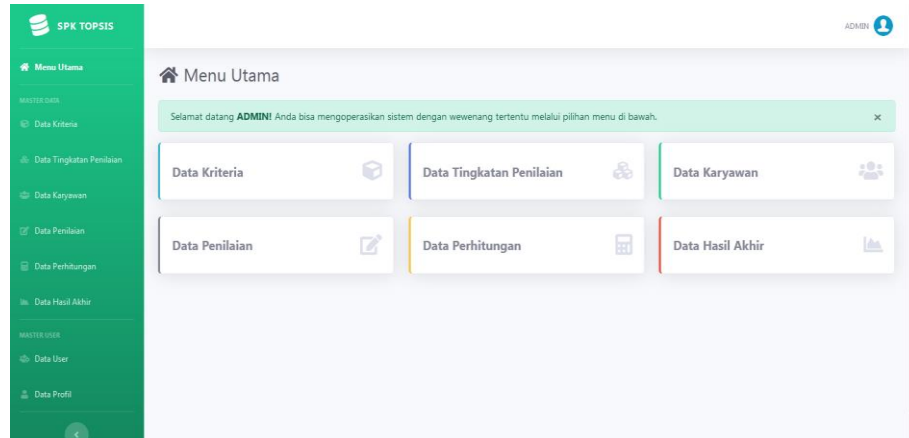 SPK TOPSIS
ADMIN
Menu Utama
MASTER DATA
Data Kriteria
Data Tingkatan Penilaian
Data Karyawan
Data Penilaian
Data Perhitungan
Data Hasil Akhir
MASTER USER
Data User
Data Profil
Menu Utama
Selamat datang ADMIN! Anda bisa mengoperasikan sistem dengan wewenang tertentu melalui pilihan menu di bawah.
Data Kriteria
Data Tingkatan Penilaian
Data Karyawan
Data Penilaian
Data Perhitungan
Data Hasil Akhir